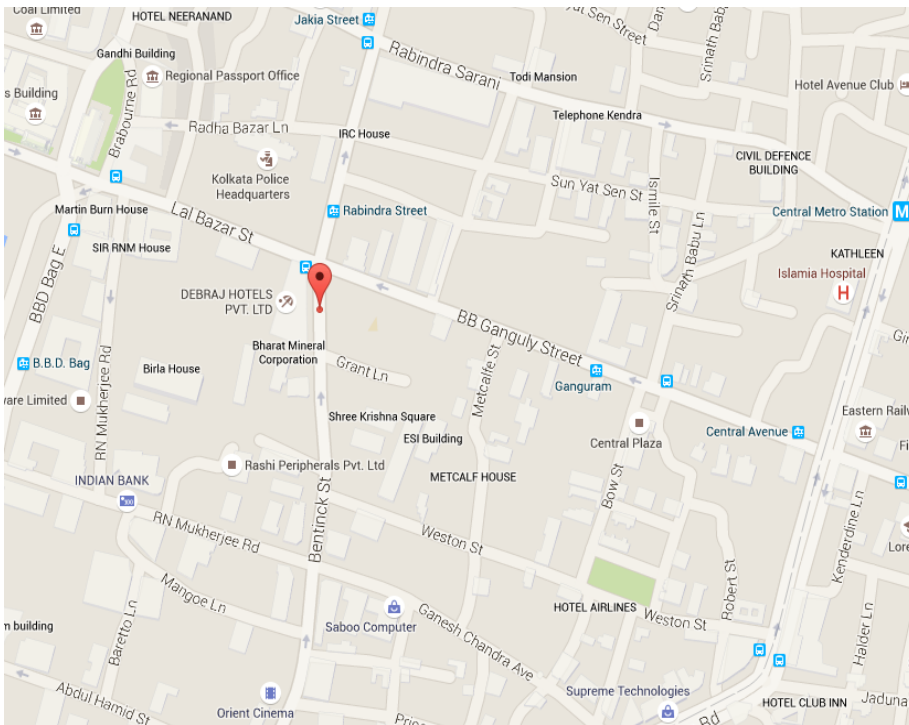 Coal Limited
HOTEL NEERANAND
Jakia Street
Yat Sen Street
Gandhi Building
Regional Passport Office
Rabindra Sarani
Todi Mansion
Srinath Babu
Hotel Avenue Club
s Building
Brabourne Rd
Radha Bazar Ln
IRC House
Telephone Kendra
Kolkata Police
Headquarters
CIVIL DEFENCE
BUILDING
Sun Yat Sen St
Ismile St
Martin Burn House
Lal Bazar St
Rabindra Street
Central Metro Station
M
SIR RNM House
Srinath Babu Ln
KATHLEEN
Islamia Hospital
H
BBD Bag E
DEBRAJ HOTELS
PVT. LTD
BB Ganguly Street
Bharat Mineral
Corporation
B.B.D. Bag
Birla House
Grant Ln
Metcalfe St
Ganguram
ware Limited
RN Mukherjee Rd
Shree Krishna Square
ESI Building
Central Plaza
Central Avenue
Eastern Railw
Rashi Peripherals Pvt. Ltd
INDIAN BANK
METCALF HOUSE
Bow St
Bentinck St
RN Mukherjee Rd
Weston St
Kenderdine Ln
Lore
Mangoe Ln
Robert St
HOTEL AIRLINES
Weston St
Saboo Computer
Ganesh Chandra Ave
Baretto Ln
Halder Ln
m building
Supreme Technologies
Abdul Hamid St
Orient Cinema
Rd
HOTEL CLUB INN
Jaduna